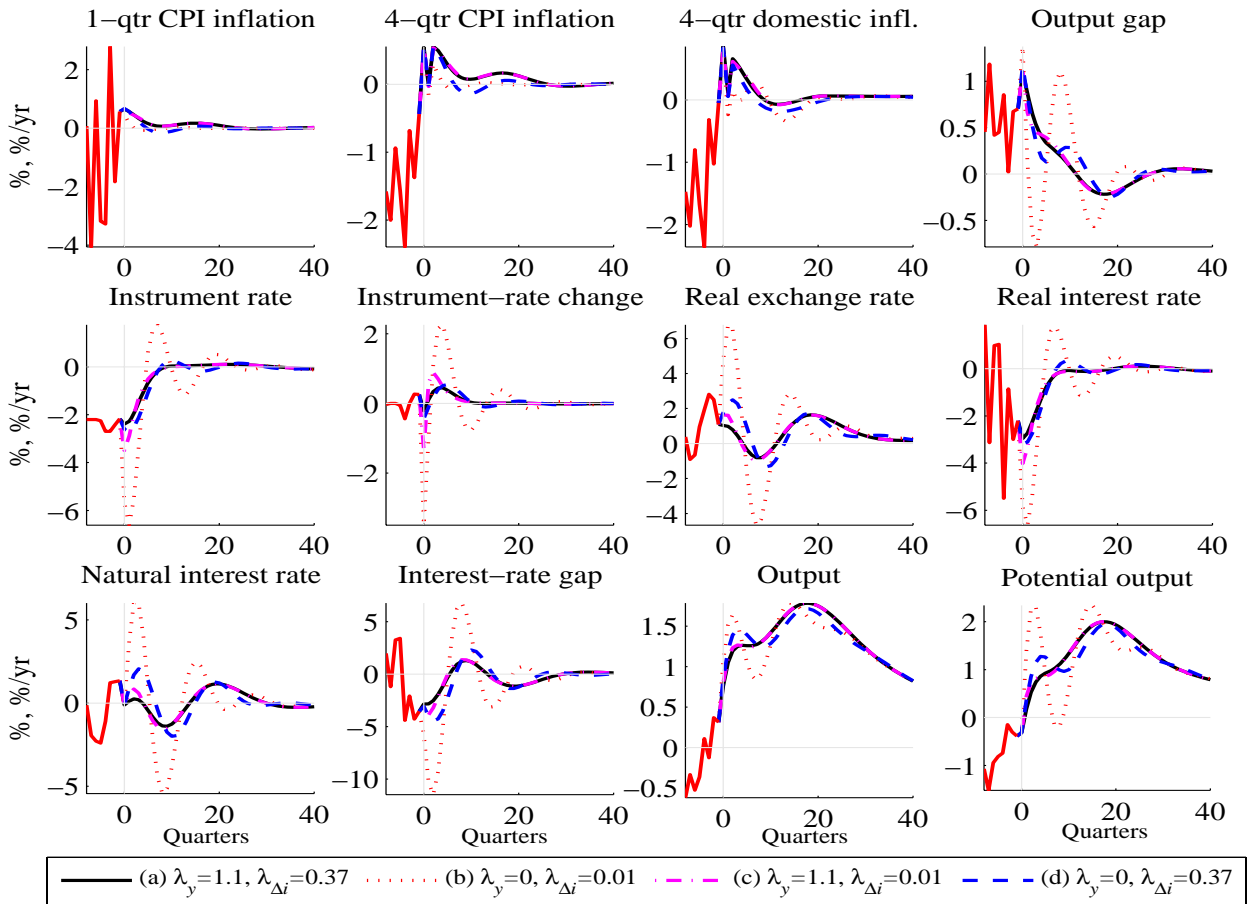 1−qtr CPI inflation 4−qtr CPI inflation 4−qtr domestic infl. Output gap
%, %/yr
2
0
−2
−4
0 20 40
0
−1
−2
0 20 40
0
−1
−2
0 20 40
1
0.5
0
−0.5
0 20 40
Instrument rate Instrument−rate change Real exchange rate Real interest rate
%, %/yr
0
−2
−4
−6
0 20 40
2
0
−2
0 20 40
6
4
2
0
−2
−4
0 20 40
0
−2
−4
−6
0 20 40
Natural interest rate Interest−rate gap Output Potential output
%, %/yr
5
0
−5
0 20 40
Quarters
5
0
−5
−10
0 20 40
Quarters
1.5
1
0.5
0
−0.5
0 20 40
Quarters
2
1
0
−1
0 20 40
Quarters
(a) λy=1.1, λΔi=0.37 (b) λy=0, λΔi=0.01 (c) λy=1.1, λΔi=0.01 (d) λy=0, λΔi=0.37